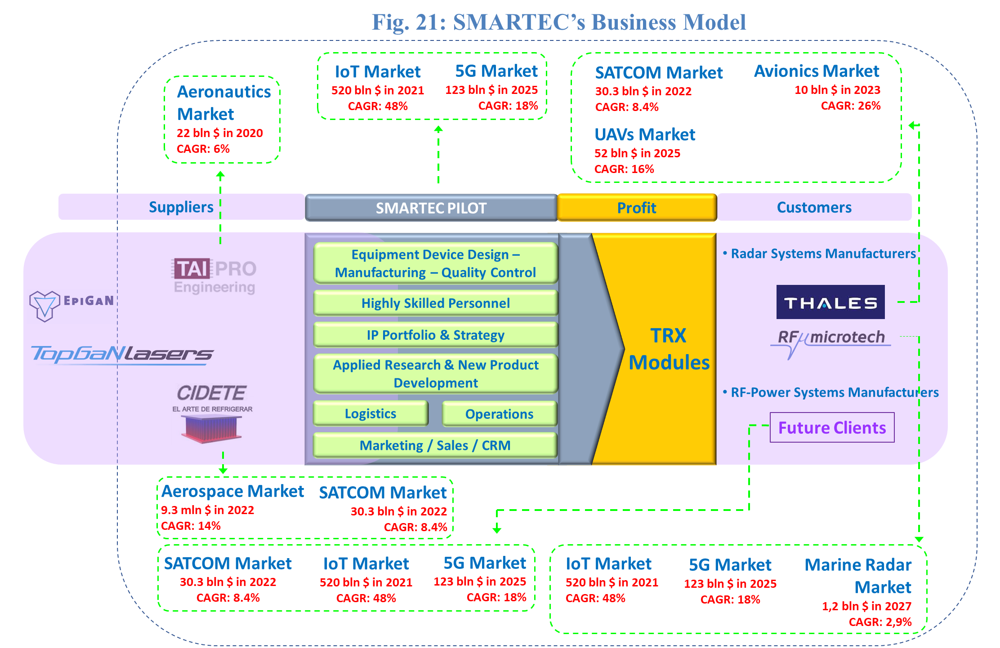 Fig. 21: SMARTEC’s Business Model
Aeronautics
Market
22 bln $ in 2020
CAGR: 6%
IoT Market
520 bln $ in 2021
CAGR: 48%
5G Market
123 bln $ in 2025
CAGR: 18%
SATCOM Market
30.3 bln $ in 2022
CAGR: 8.4%
Avionics Market
10 bln $ in 2023
CAGR: 26%
UAVs Market
52 bln $ in 2025
CAGR: 16%
Suppliers
SMARTEC PILOT
Profit
Customers
TAIPRO
Engineering
EPIGAN
TopGaNLasers
CIDETE
EL ARTE DE REFRIGERAR
Equipment Device Design –
Manufacturing – Quality Control
Highly Skilled Personnel
IP Portfolio & Strategy
Applied Research & New Product
Development
Logistics
Operations
Marketing / Sales / CRM
TRX
Modules
• Radar Systems Manufacturers
THALES
RFμmicrotech
• RF-Power Systems Manufacturers
Future Clients
Aerospace Market
9.3 mln $ in 2022
CAGR: 14%
SATCOM Market
30.3 bln $ in 2022
CAGR: 8.4%
SATCOM Market
30.3 bln $ in 2022
CAGR: 8.4%
IoT Market
520 bln $ in 2021
CAGR: 48%
5G Market
123 bln $ in 2025
CAGR: 18%
IoT Market
520 bln $ in 2021
CAGR: 48%
5G Market
123 bln $ in 2025
CAGR: 18%
Marine Radar
Market
1,2 bln $ in 2027
CAGR: 2,9%